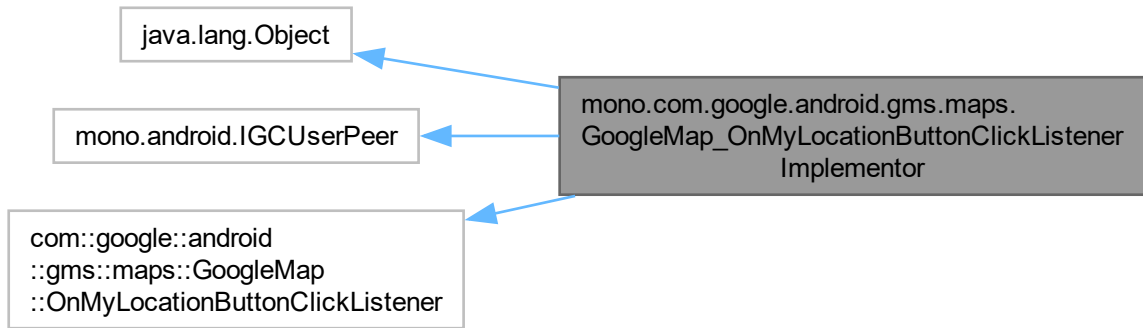 java.lang.Object
mono.android.IGCUserPeer
com::google::android
::gms::maps::GoogleMap
::OnMyLocationButtonClickListener
mono.com.google.android.gms.maps.
GoogleMap_OnMyLocationButtonClickListener
Implementor